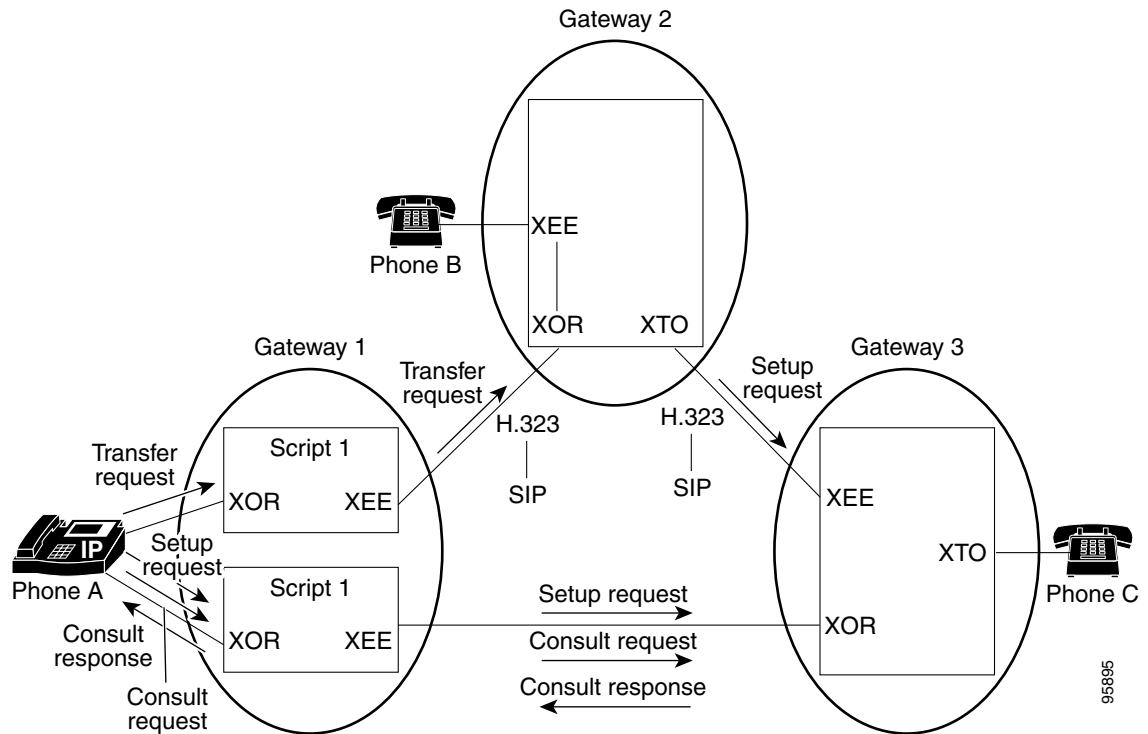 Gateway 2
XEE
Phone B
XOR
XTO
Gateway 1
Gateway 3
Transfer
request
Setup
request
H.323
SIP
H.323
SIP
Script 1
Transfer
request
XOR
XEE
XEE
IP
Setup
request
Phone A
XTO
Phone C
Script 1
Setup request
XOR
XEE
XOR
Consult
response
Consult request
Consult response
Consult
request
95895